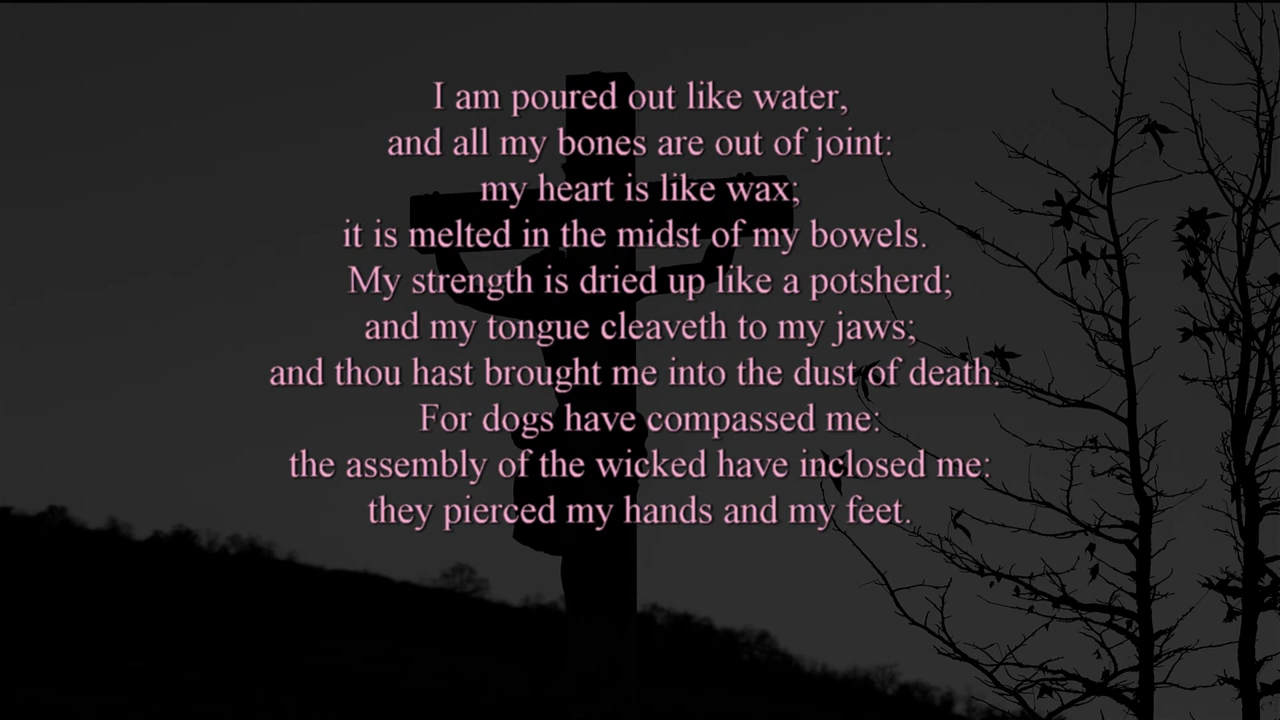 I am poured out like water,
and all my bones are out of joint:
my heart is like wax;
it is melted in the midst of my bowels.
My strength is dried up like a potsherd;
and my tongue cleaveth to my jaws;
and thou hast brought me into the dust of death.
For dogs have compassed me:
the assembly of the wicked have inclosed me:
they pierced my hands and my feet.